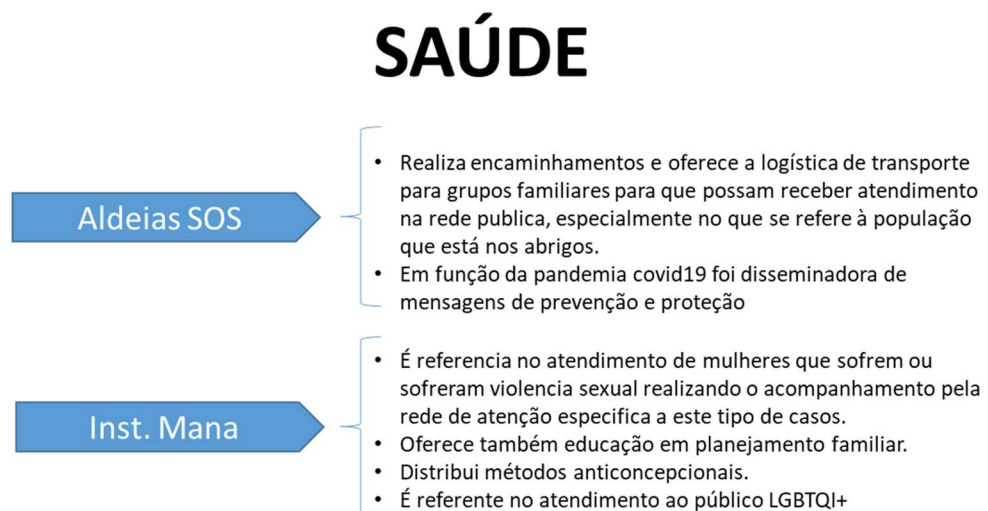 SAÚDE
Aldeias SOS
• Realiza encaminhamentos e oferece a logística de transporte
para grupos familiares para que possam receber atendimento
na rede publica, especialmente no que se refere à população
que está nos abrigos.
• Em função da pandemia covid19 foi disseminadora de
mensagens de prevenção e proteção
Inst. Mana
• É referencia no atendimento de mulheres que sofrem ou
sofreram violencia sexual realizando o acompanhamento pela
rede de atenção especifica a este tipo de casos.
• Oferece também educação em planejamento familiar.
• Distribui métodos anticoncepcionais.
• É referente no atendimento ao público LGBTQI+